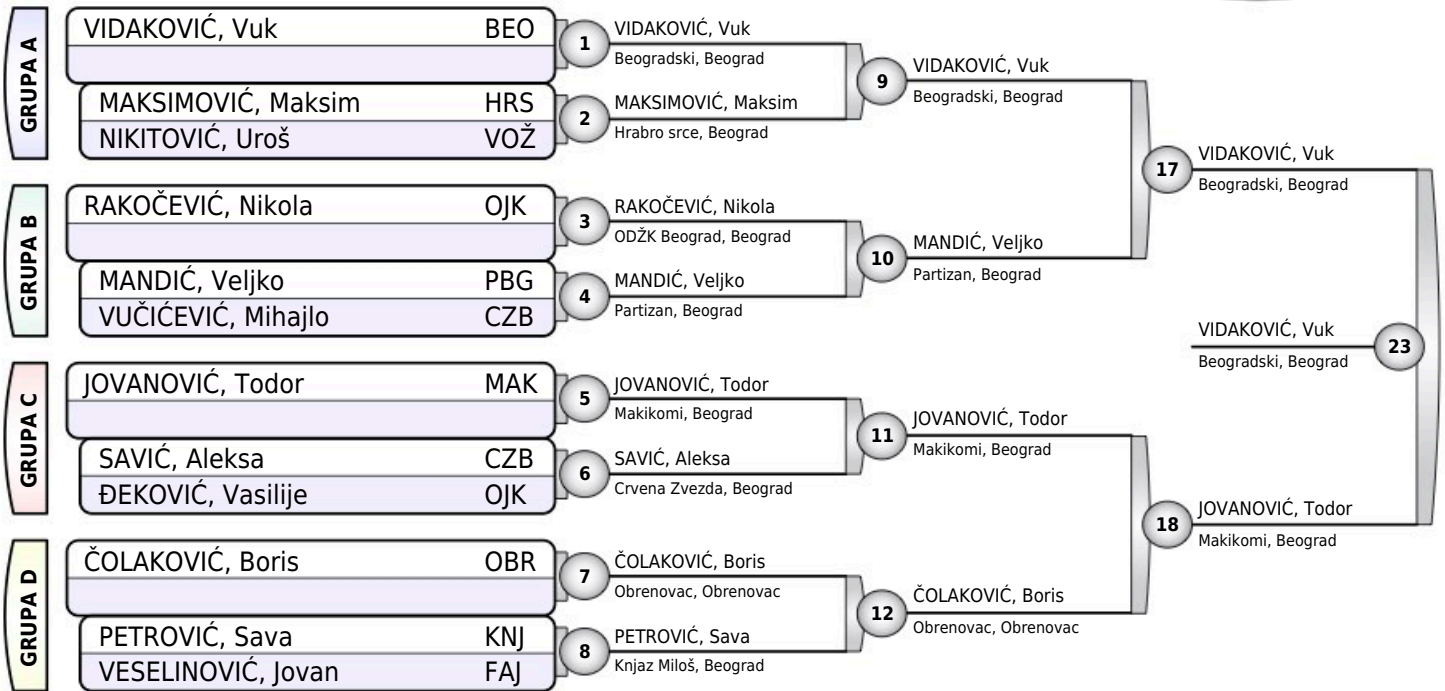 GRUPA A
VIDAKOVIĆ, Vuk BEO
MAKSIMOVIĆ, Maksim HRS
NIKITOVIĆ, Uroš VOŽ
GRUPA B
RAKOČEVIĆ, Nikola OJK
MANDIĆ, Veljko PBG
VUČIĆEVIĆ, Mihajlo CZB
GRUPA C
JOVANOVIĆ, Todor MAK
SAVIĆ, Aleksa CZB
ĐEKOVIĆ, Vasilije OJK
GRUPA D
ČOLAKOVIĆ, Boris OBR
PETROVIĆ, Sava KNJ
VESELINOVIĆ, Jovan FAJ
1 VIDAKOVIĆ, Vuk
Beogradski, Beograd
2 MAKSIMOVIĆ, Maksim
Hrabro srce, Beograd
3 RAKOČEVIĆ, Nikola
ODŽK Beograd, Beograd
4 MANDIĆ, Veljko
Partizan, Beograd
5 JOVANOVIĆ, Todor
Makikomi, Beograd
6 SAVIĆ, Aleksa
Crvena Zvezda, Beograd
7 ČOLAKOVIĆ, Boris
Obrenovac, Obrenovac
8 PETROVIĆ, Sava
Knjaz Miloš, Beograd
9 VIDAKOVIĆ, Vuk
Beogradski, Beograd
10 MANDIĆ, Veljko
Partizan, Beograd
11 JOVANOVIĆ, Todor
Makikomi, Beograd
12 ČOLAKOVIĆ, Boris
Obrenovac, Obrenovac
17 VIDAKOVIĆ, Vuk
Beogradski, Beograd
18 JOVANOVIĆ, Todor
Makikomi, Beograd
VIDAKOVIĆ, Vuk 23
Beogradski, Beograd